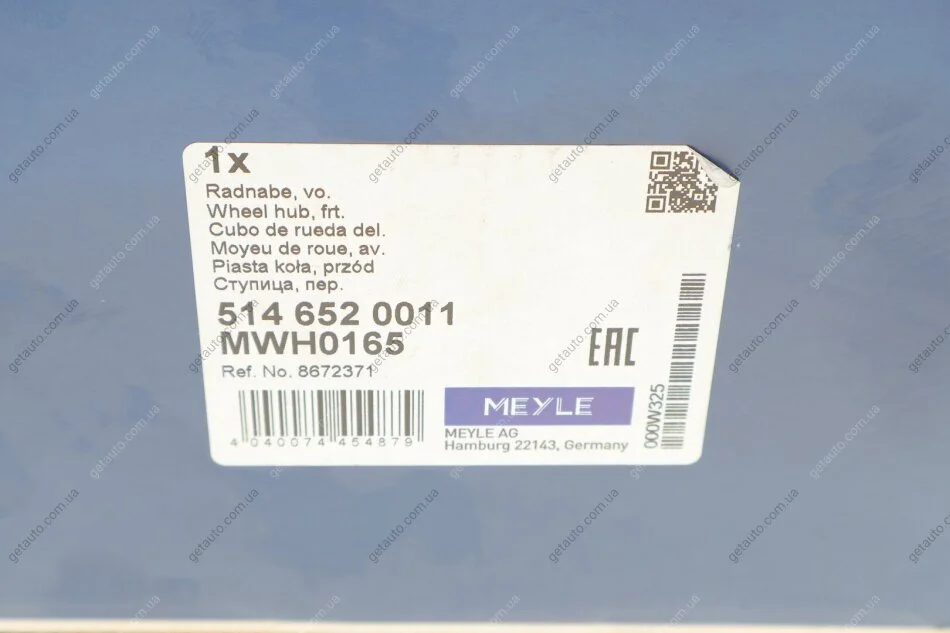 1x
Radnabe, vo.
Wheel hub, frt.
Cubo de rueda del.
Moyeu de roue, av.
Piasta koła, przód
Ступица, пер.
514 652 0011
MWH0165
Ref. No. 8672371
4 040074 454879
EAC
MEYLE
MEYLE AG
Hamburg 22143, Germany
000W325
getauto.com.ua